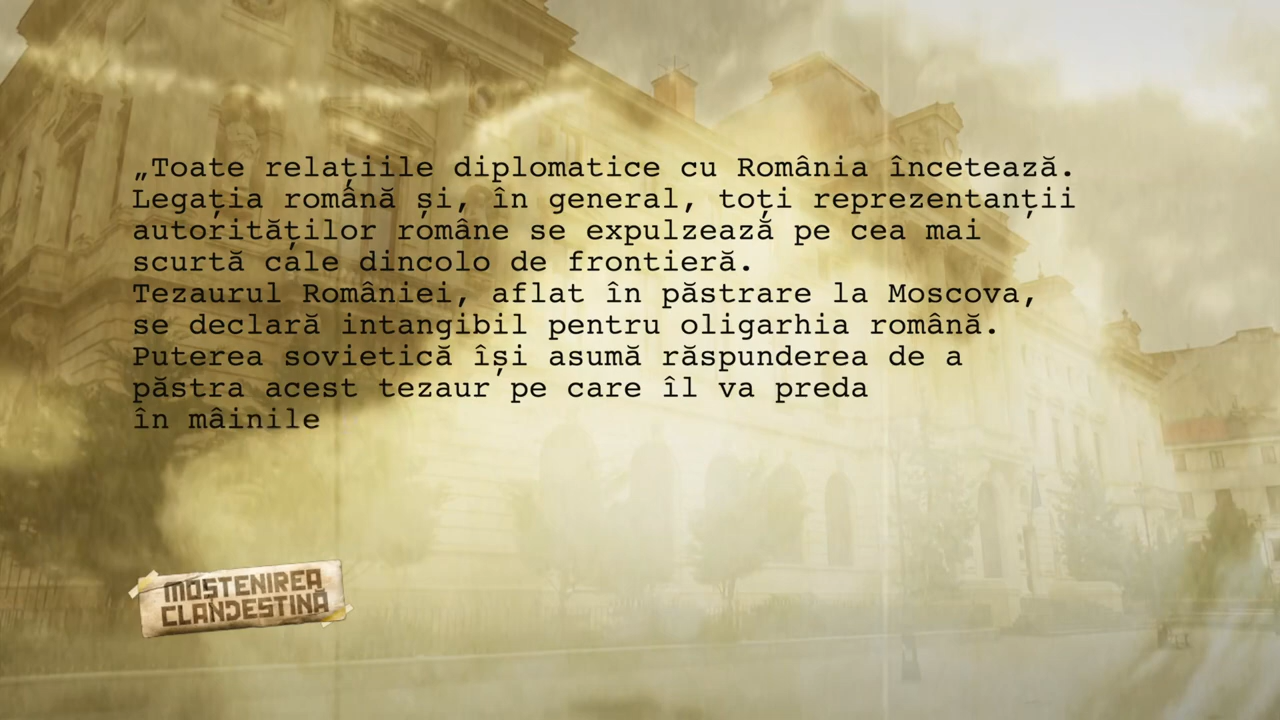 „Toate relațiile diplomatice cu România încetează.
Legația română și, în general, toți reprezentanții
autorităților române se expulzează pe cea mai
scurtă cale dincolo de frontieră.
Tezaurul României, aflat în păstrare la Moscova,
se declară intangibil pentru oligarhia română.
Puterea sovietică își asumă răspunderea de a
păstra acest tezaur pe care îl va preda
în mâinile
MOȘTENIREA
CLANDESTINĂ